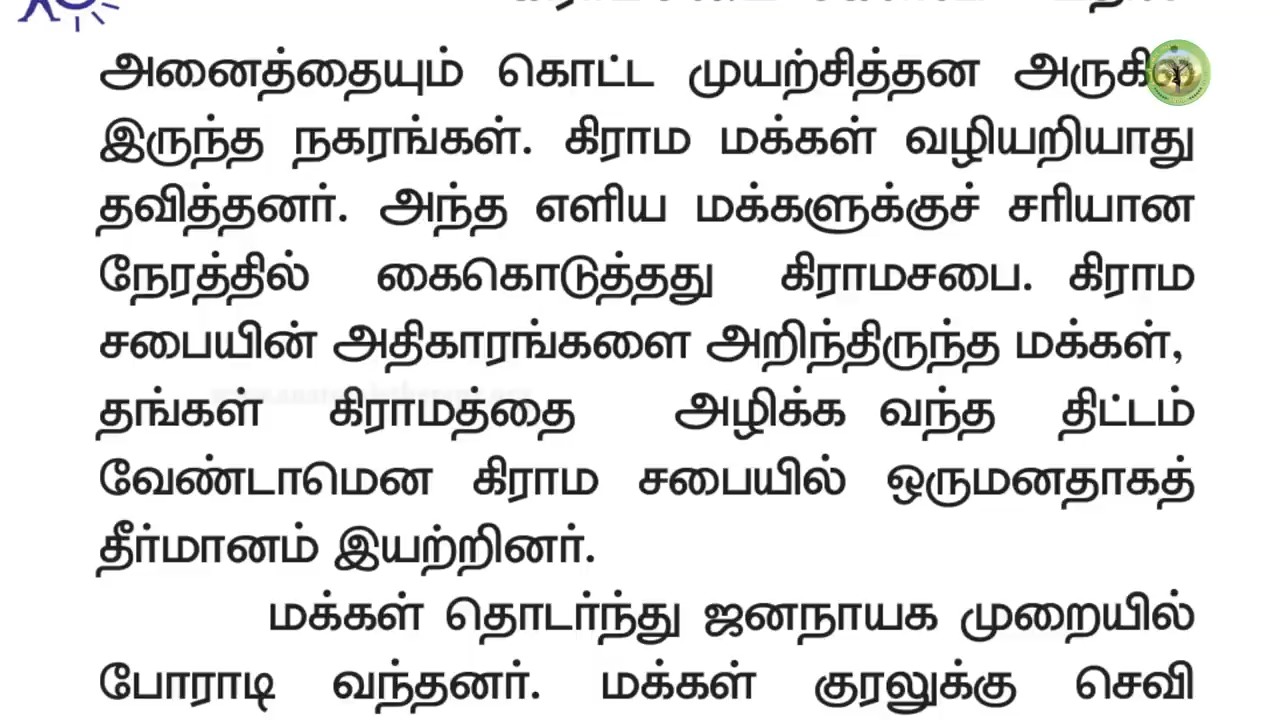 அனைத்தையும் கொட்ட முயற்சித்தன
இருந்த நகரங்கள். கிராம மக்கள் வழியறியாது
தவித்தனர். அந்த எளிய மக்களுக்குச் சரியான
நேரத்தில் கைகொடுத்தது கிராமசபை. கிராம
சபையின் அதிகாரங்களை அறிந்திருந்த மக்கள்,
தங்கள் கிராமத்தை அழிக்க வந்த திட்டம்
வேண்டாமென கிராம சபையில் ஒருமனதாகத்
தீர்மானம் இயற்றினர்.
மக்கள் தொடர்ந்து ஜனநாயக முறையில்
போராடி வந்தனர். மக்கள் குரலுக்கு செவி